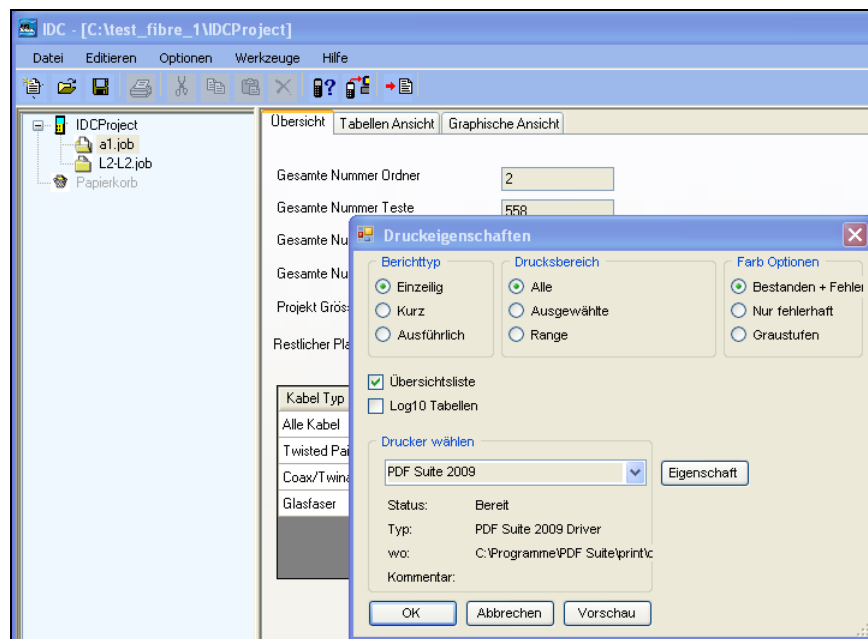 IDC - [C:\test_fibre_1\IDCProject]
Datei Editieren Optionen Werkzeuge Hilfe
IDCProject
a1.job
L2-L2.job
Papierkorb
Übersicht Tabellen Ansicht Graphische Ansicht
Gesamte Nummer Ordner 2
Gesamte Nummer Teste 558
Gesamte Nu
Gesamte Nu
Projekt Gröss
Restlicher Pla
Kabel Typ
Alle Kabel
Twisted Pai
Coax/Twina
Glasfaser
Druckeigenschaften
Berichttyp
Einzeilig
Kurz
Ausführlich
Drucksbereich
Alle
Ausgewählte
Range
Farb Optionen
Bestanden + Fehler
Nur fehlerhaft
Graustufen
Übersichtsliste
Log10 Tabellen
Drucker wählen
PDF Suite 2009
Eigenschaft
Status: Bereit
Typ: PDF Suite 2009 Driver
wo: C:\Programme\PDF Suite\print\c
Kommentar:
OK Abbrechen Vorschau